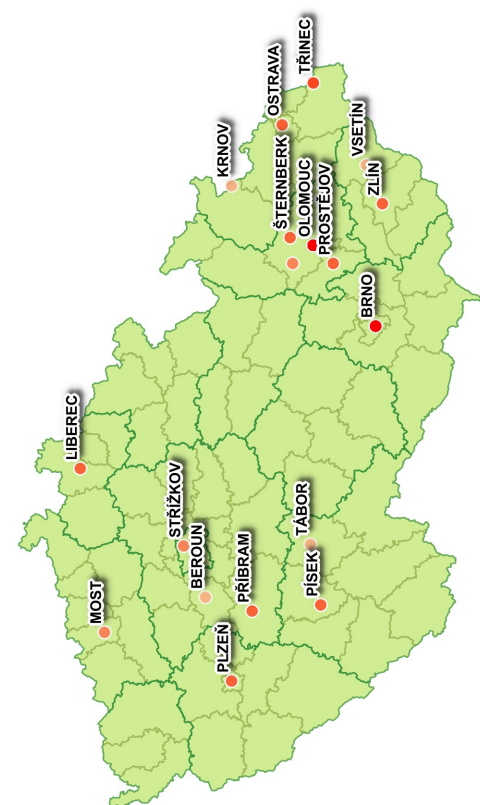 TŘINEC
OSTRAVA
VSETÍN
KRNOV
ŠTERNBERK
ZLÍN
OLOMOUC
PROSTĚJOV
BRNO
LIBEREC
STŘÍŽKOV
TÁBOR
BEROUN
PŘÍBRAM
PÍSEK
MOST
PLZEŇ